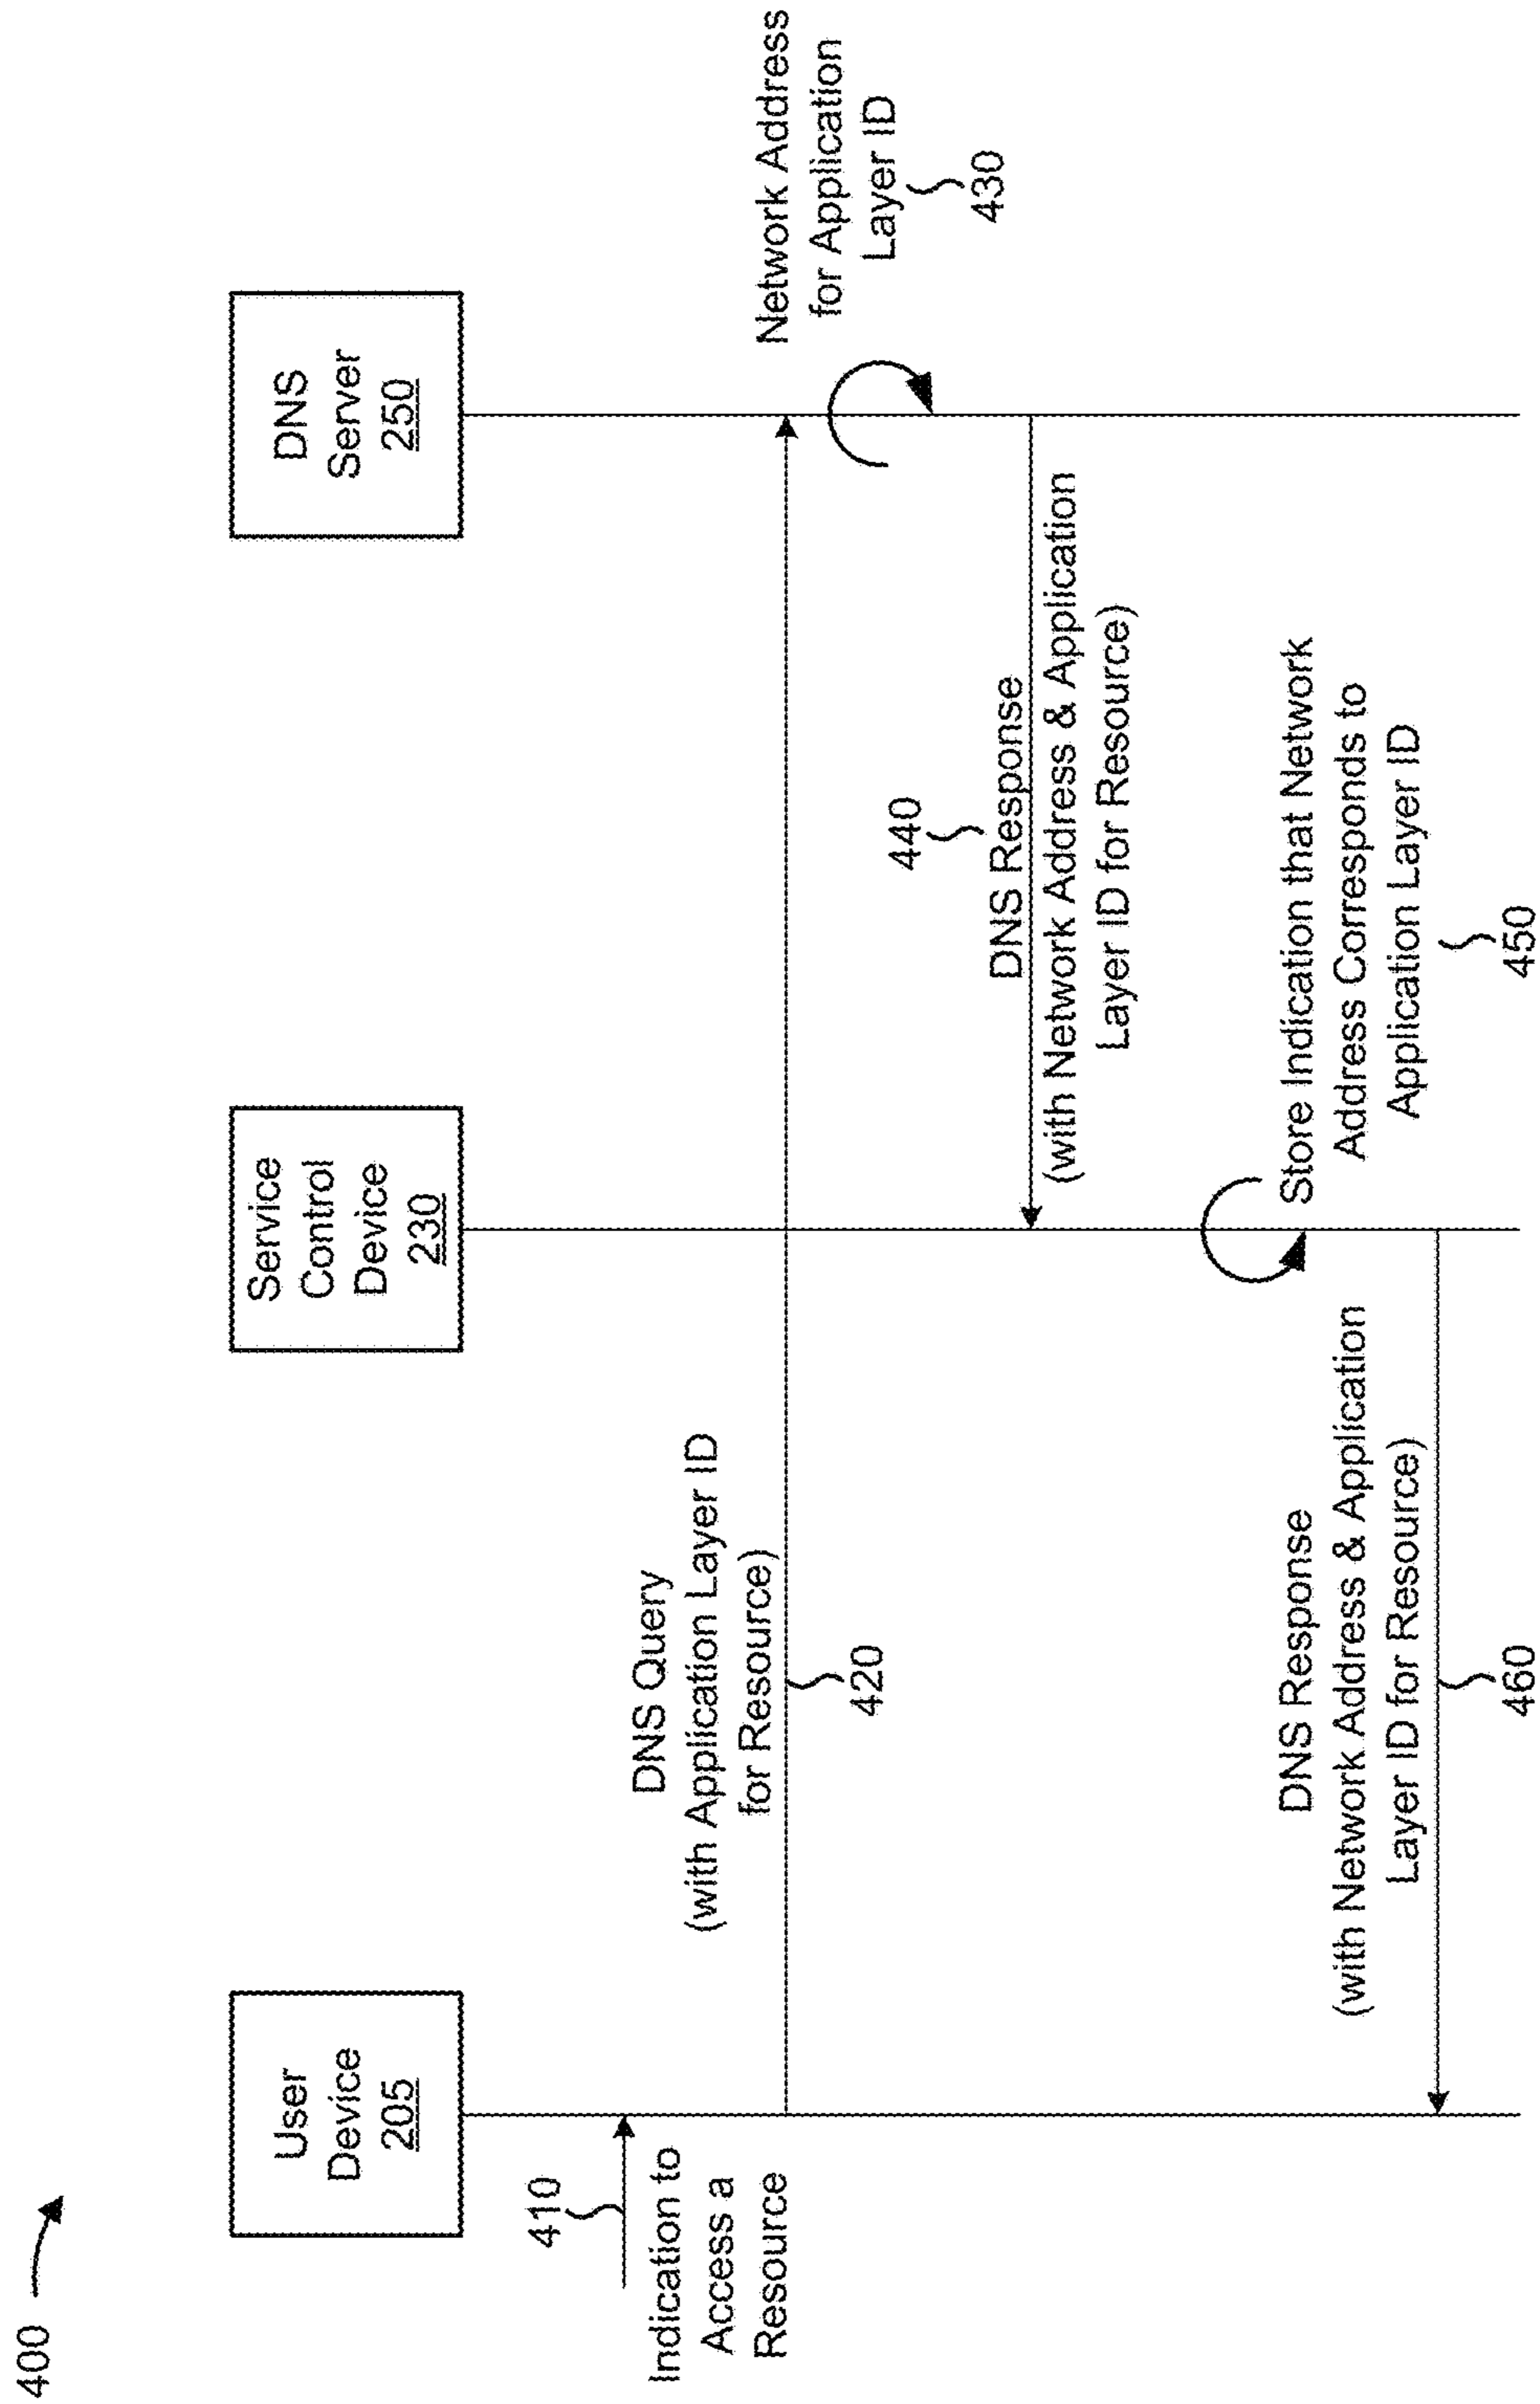 400
User
Device
205
Service
Control
Device
230
DNS
Server
250
410
Indication to
Access a
Resource
DNS Query
(with Application Layer ID
for Resource)
420
Network Address
for Application
Layer ID
430
440
DNS Response
(with Network Address & Application
Layer ID for Resource)
Store Indication that Network
Address Corresponds to
Application Layer ID
450
DNS Response
(with Network Address & Application
Layer ID for Resource)
460